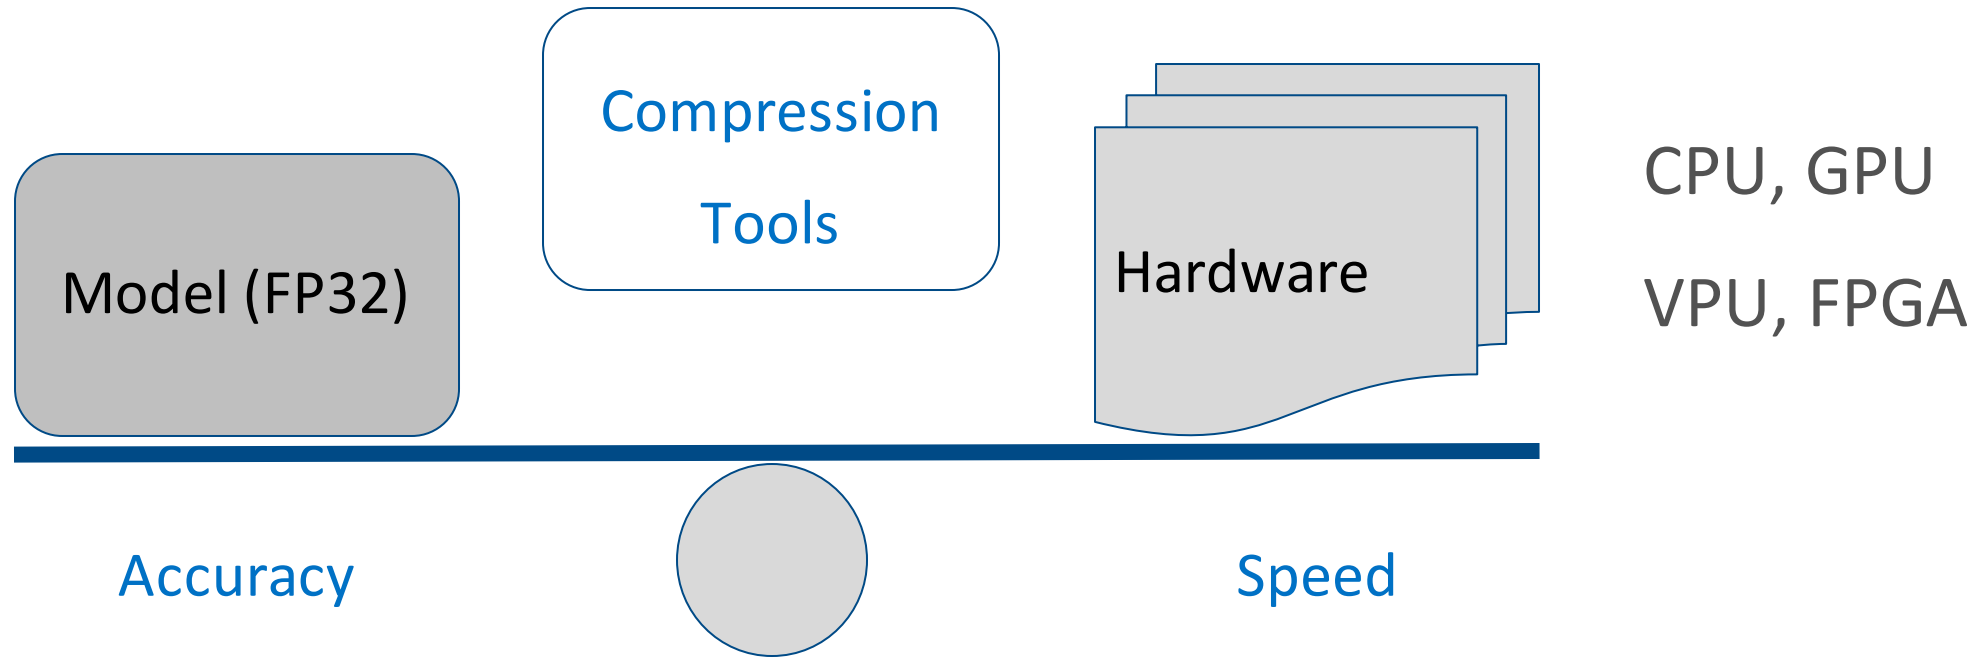 Compression
Tools
Model (FP32)
Hardware
CPU, GPU
VPU, FPGA
Accuracy
Speed